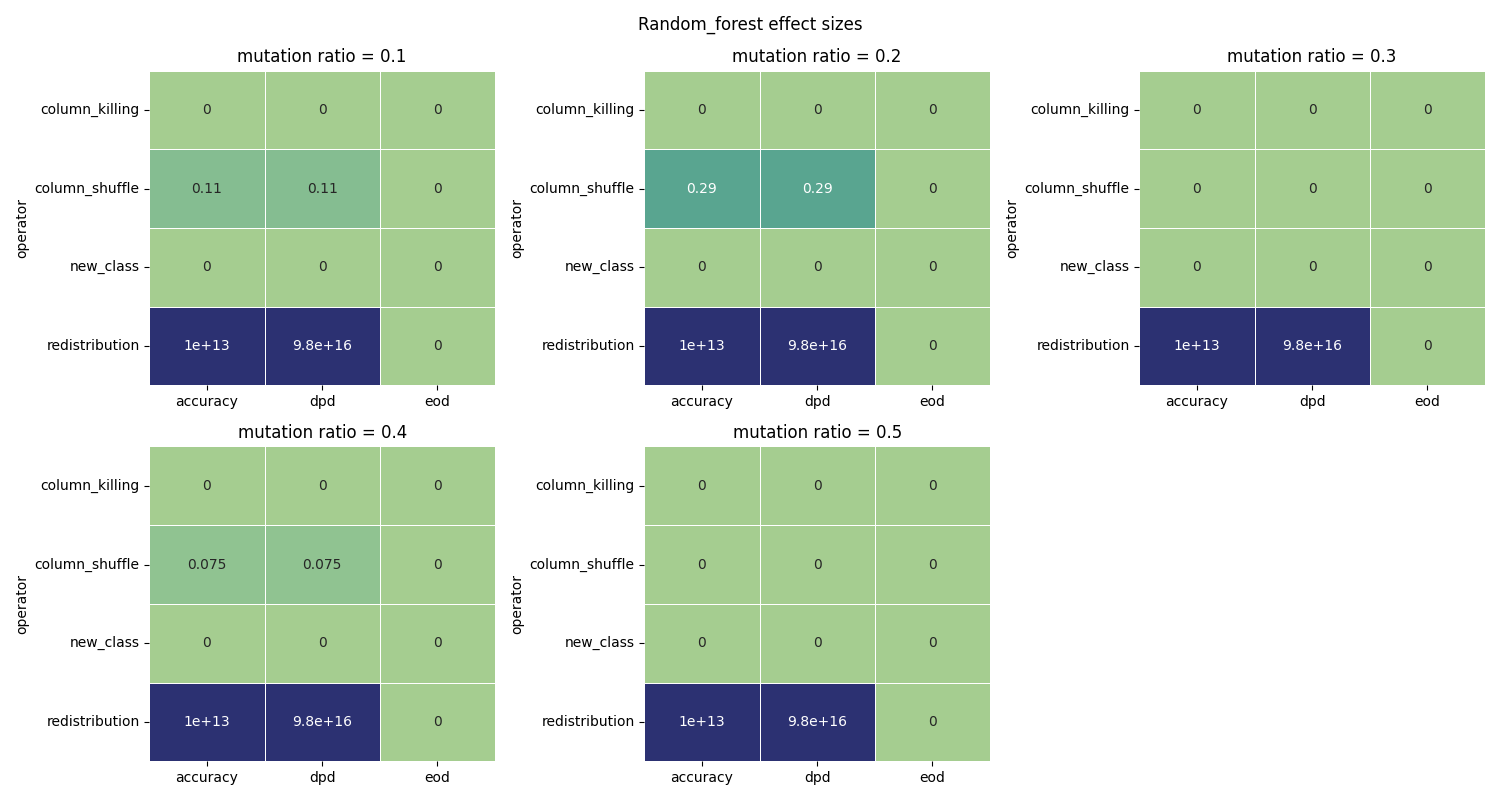 Random_forest effect sizes
mutation ratio = 0.1
column_killing 0 0 0
column_shuffle 0.11 0.11 0
new_class 0 0 0
redistribution 1e+13 9.8e+16 0
operator
accuracy dpd eod
mutation ratio = 0.2
column_killing 0 0 0
column_shuffle 0.29 0.29 0
new_class 0 0 0
redistribution 1e+13 9.8e+16 0
operator
accuracy dpd eod
mutation ratio = 0.3
column_killing 0 0 0
column_shuffle 0 0 0
new_class 0 0 0
redistribution 1e+13 9.8e+16 0
operator
accuracy dpd eod
mutation ratio = 0.4
column_killing 0 0 0
column_shuffle 0.075 0.075 0
new_class 0 0 0
redistribution 1e+13 9.8e+16 0
operator
accuracy dpd eod
mutation ratio = 0.5
column_killing 0 0 0
column_shuffle 0 0 0
new_class 0 0 0
redistribution 1e+13 9.8e+16 0
operator
accuracy dpd eod